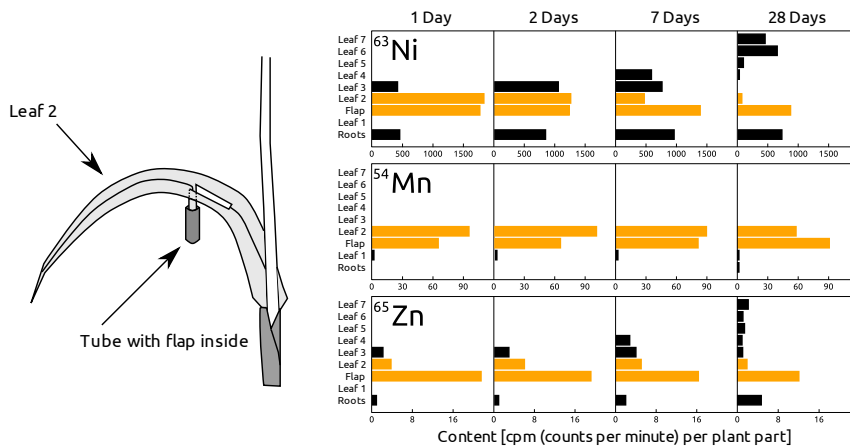 1 Day 2 Days 7 Days 28 Days
Leaf 2
Tube with flap inside
63Ni
Leaf 7
Leaf 6
Leaf 5
Leaf 4
Leaf 3
Leaf 2
Flap
Leaf 1
Roots
0 500 1000 1500 0 500 1000 1500 0 500 1000 1500 0 500 1000 1500
54Mn
Leaf 7
Leaf 6
Leaf 5
Leaf 4
Leaf 3
Leaf 2
Flap
Leaf 1
Roots
0 30 60 90 0 30 60 90 0 30 60 90 0 30 60 90
65Zn
Leaf 7
Leaf 6
Leaf 5
Leaf 4
Leaf 3
Leaf 2
Flap
Leaf 1
Roots
0 8 16 0 8 16 0 8 16 0 8 16
Content [cpm (counts per minute) per plant part]